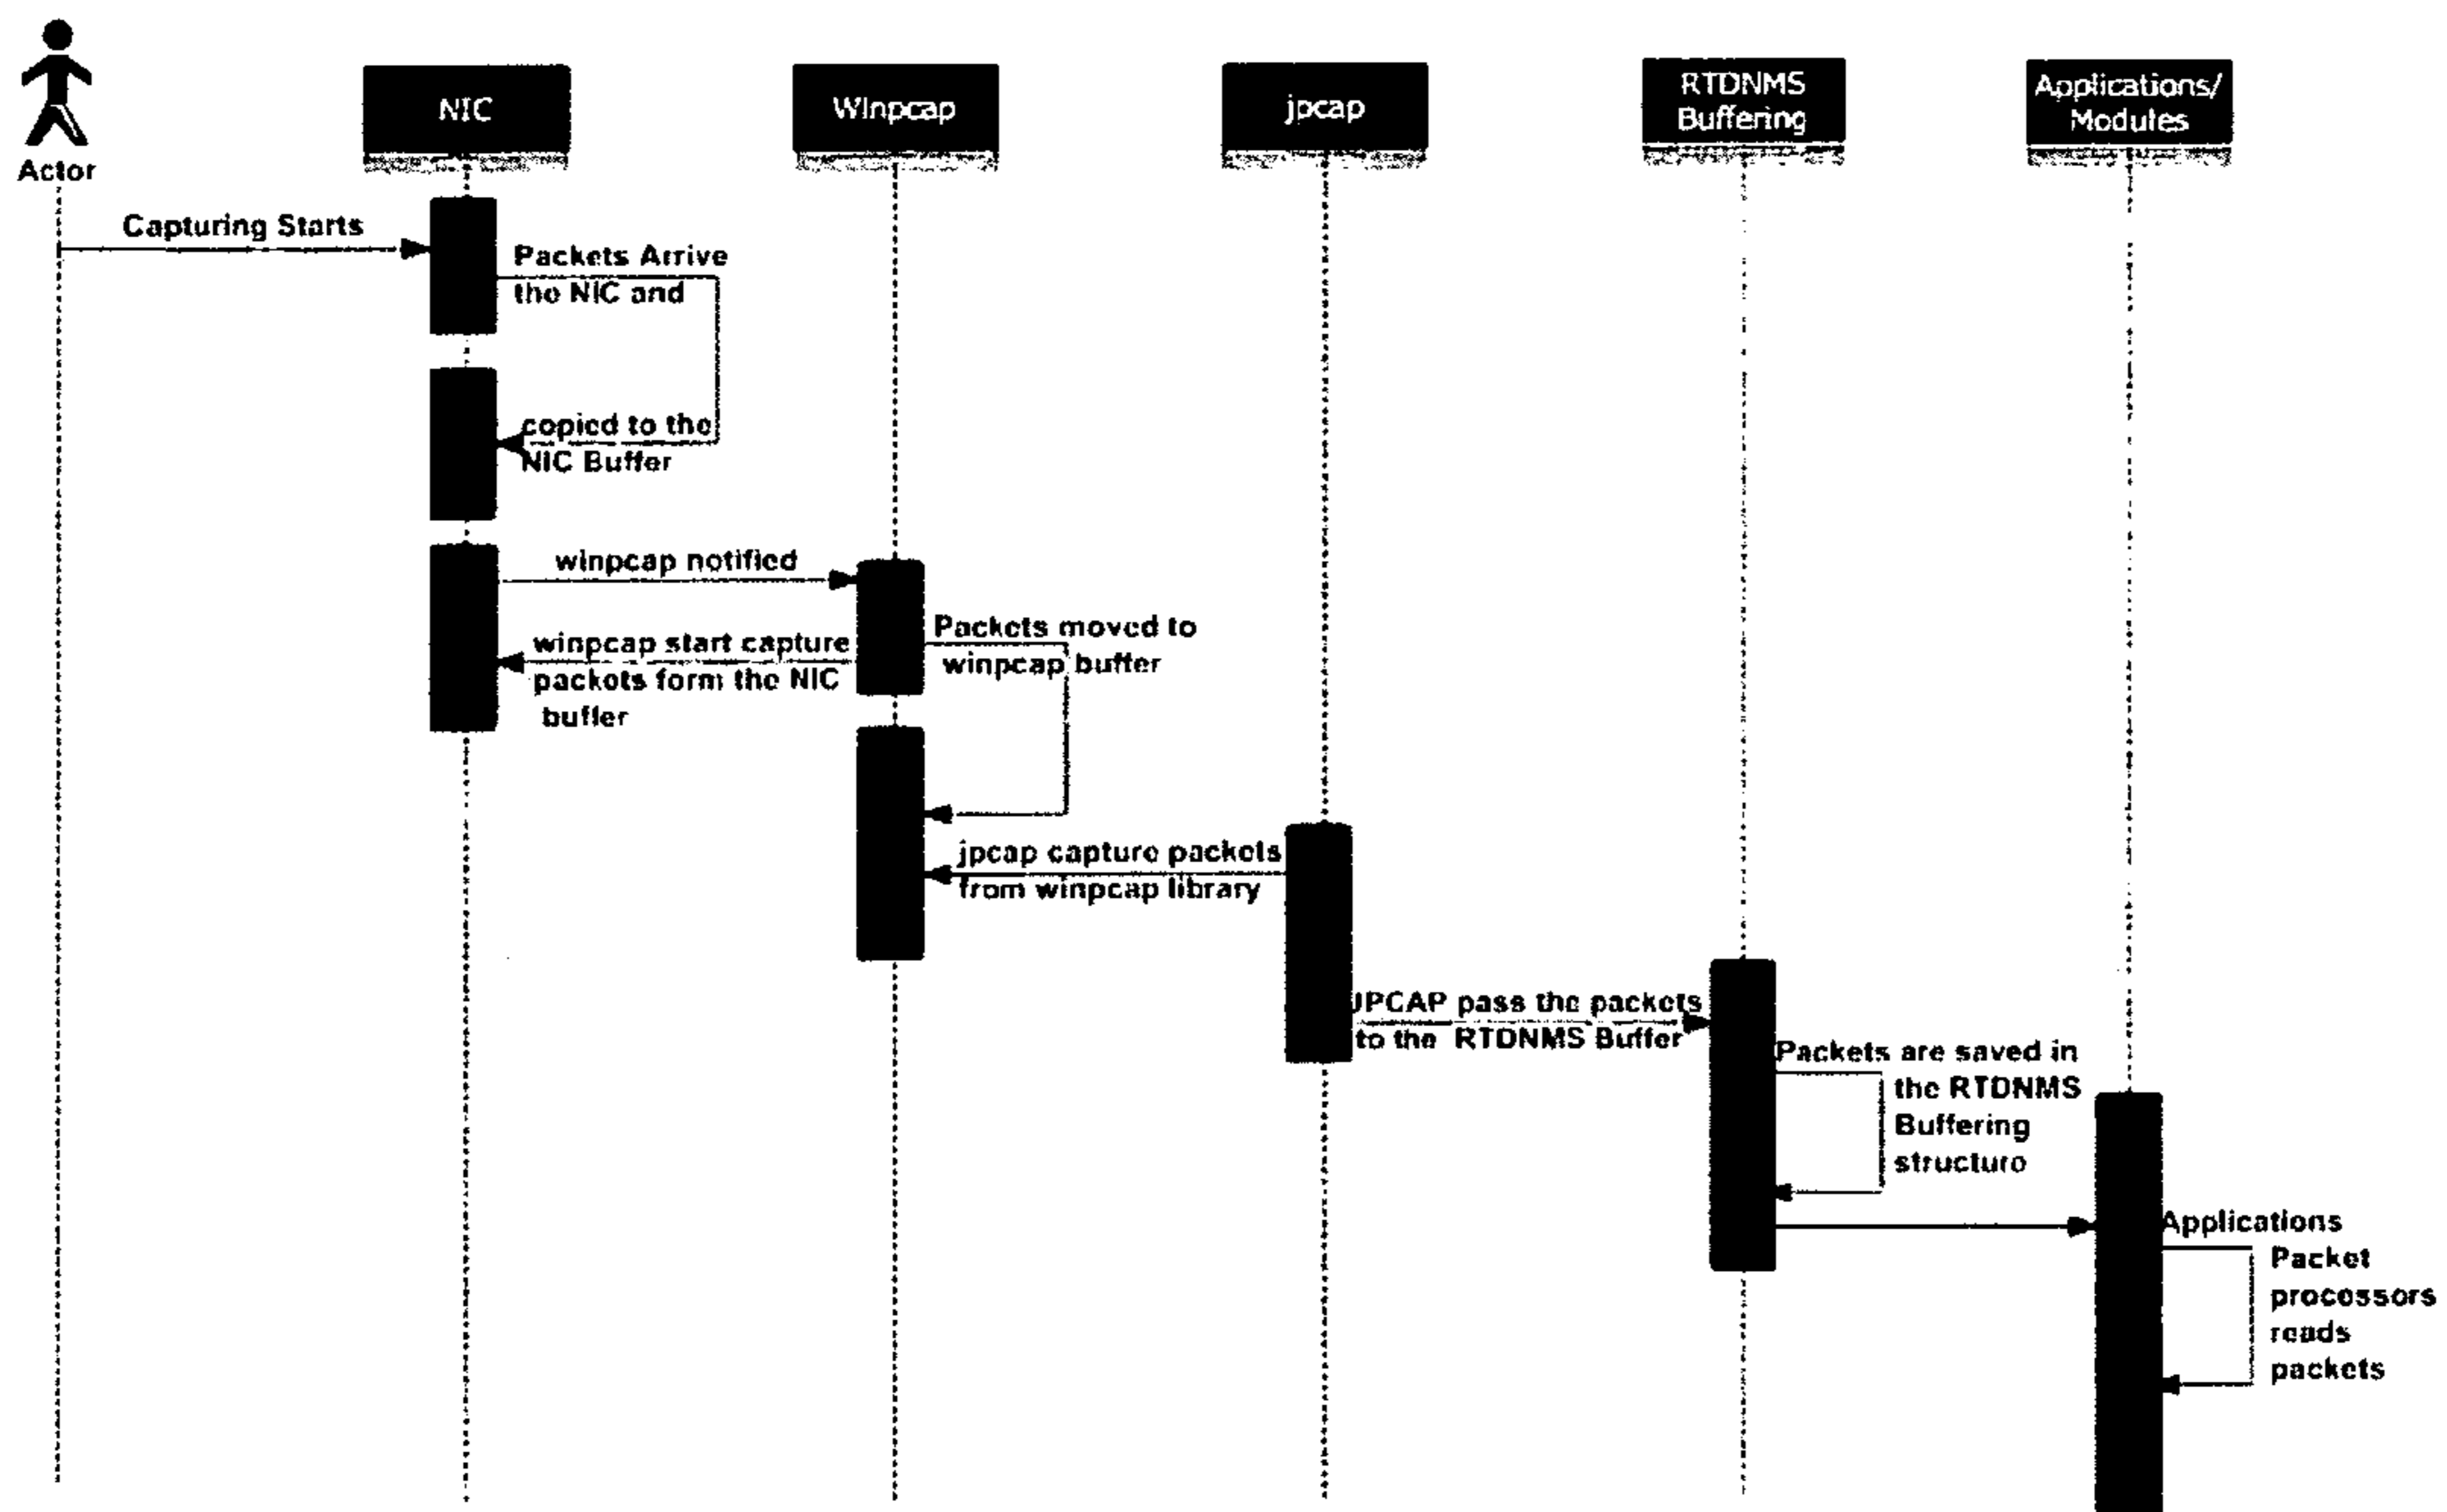 Actor
NIC
Winpcap
jpcap
RTDNMS
Buffering
Applications/
Modules
Capturing Starts
Packets Arrive
the NIC and
copied to the
NIC Buffer
winpcap notified
winpcap start capture
packets form the NIC
buffer
Packets moved to
winpcap buffer
jpcap capture packets
from winpcap library
JPCAP pass the packets
to the RTDNMS Buffer
Packets are saved in
the RTDNMS
Buffering
structure
Applications
Packet
processors
reads
packets